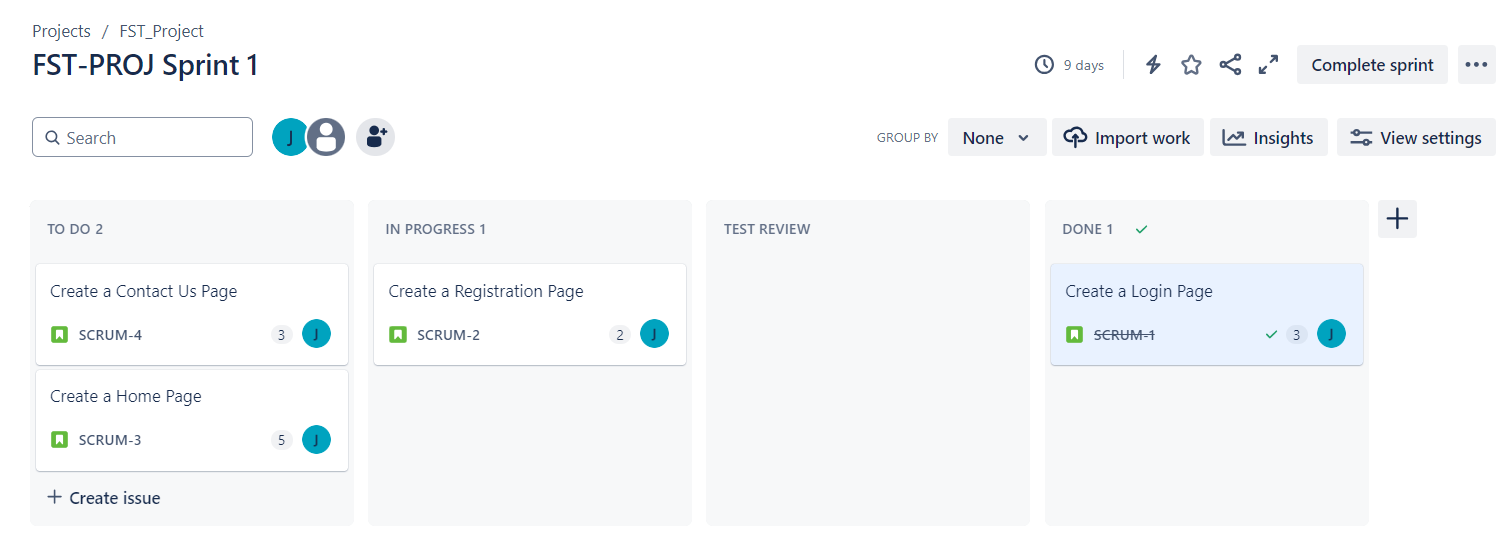 Projects / FST_Project
FST-PROJ Sprint 1
9 days
Complete sprint
Search
J
GROUP BY None
Import work
Insights
View settings
TO DO 2
Create a Contact Us Page
SCRUM-4 3 J
Create a Home Page
SCRUM-3 5 J
+ Create issue
IN PROGRESS 1
Create a Registration Page
SCRUM-2 2 J
TEST REVIEW
DONE 1
Create a Login Page
SCRUM-1 3 J